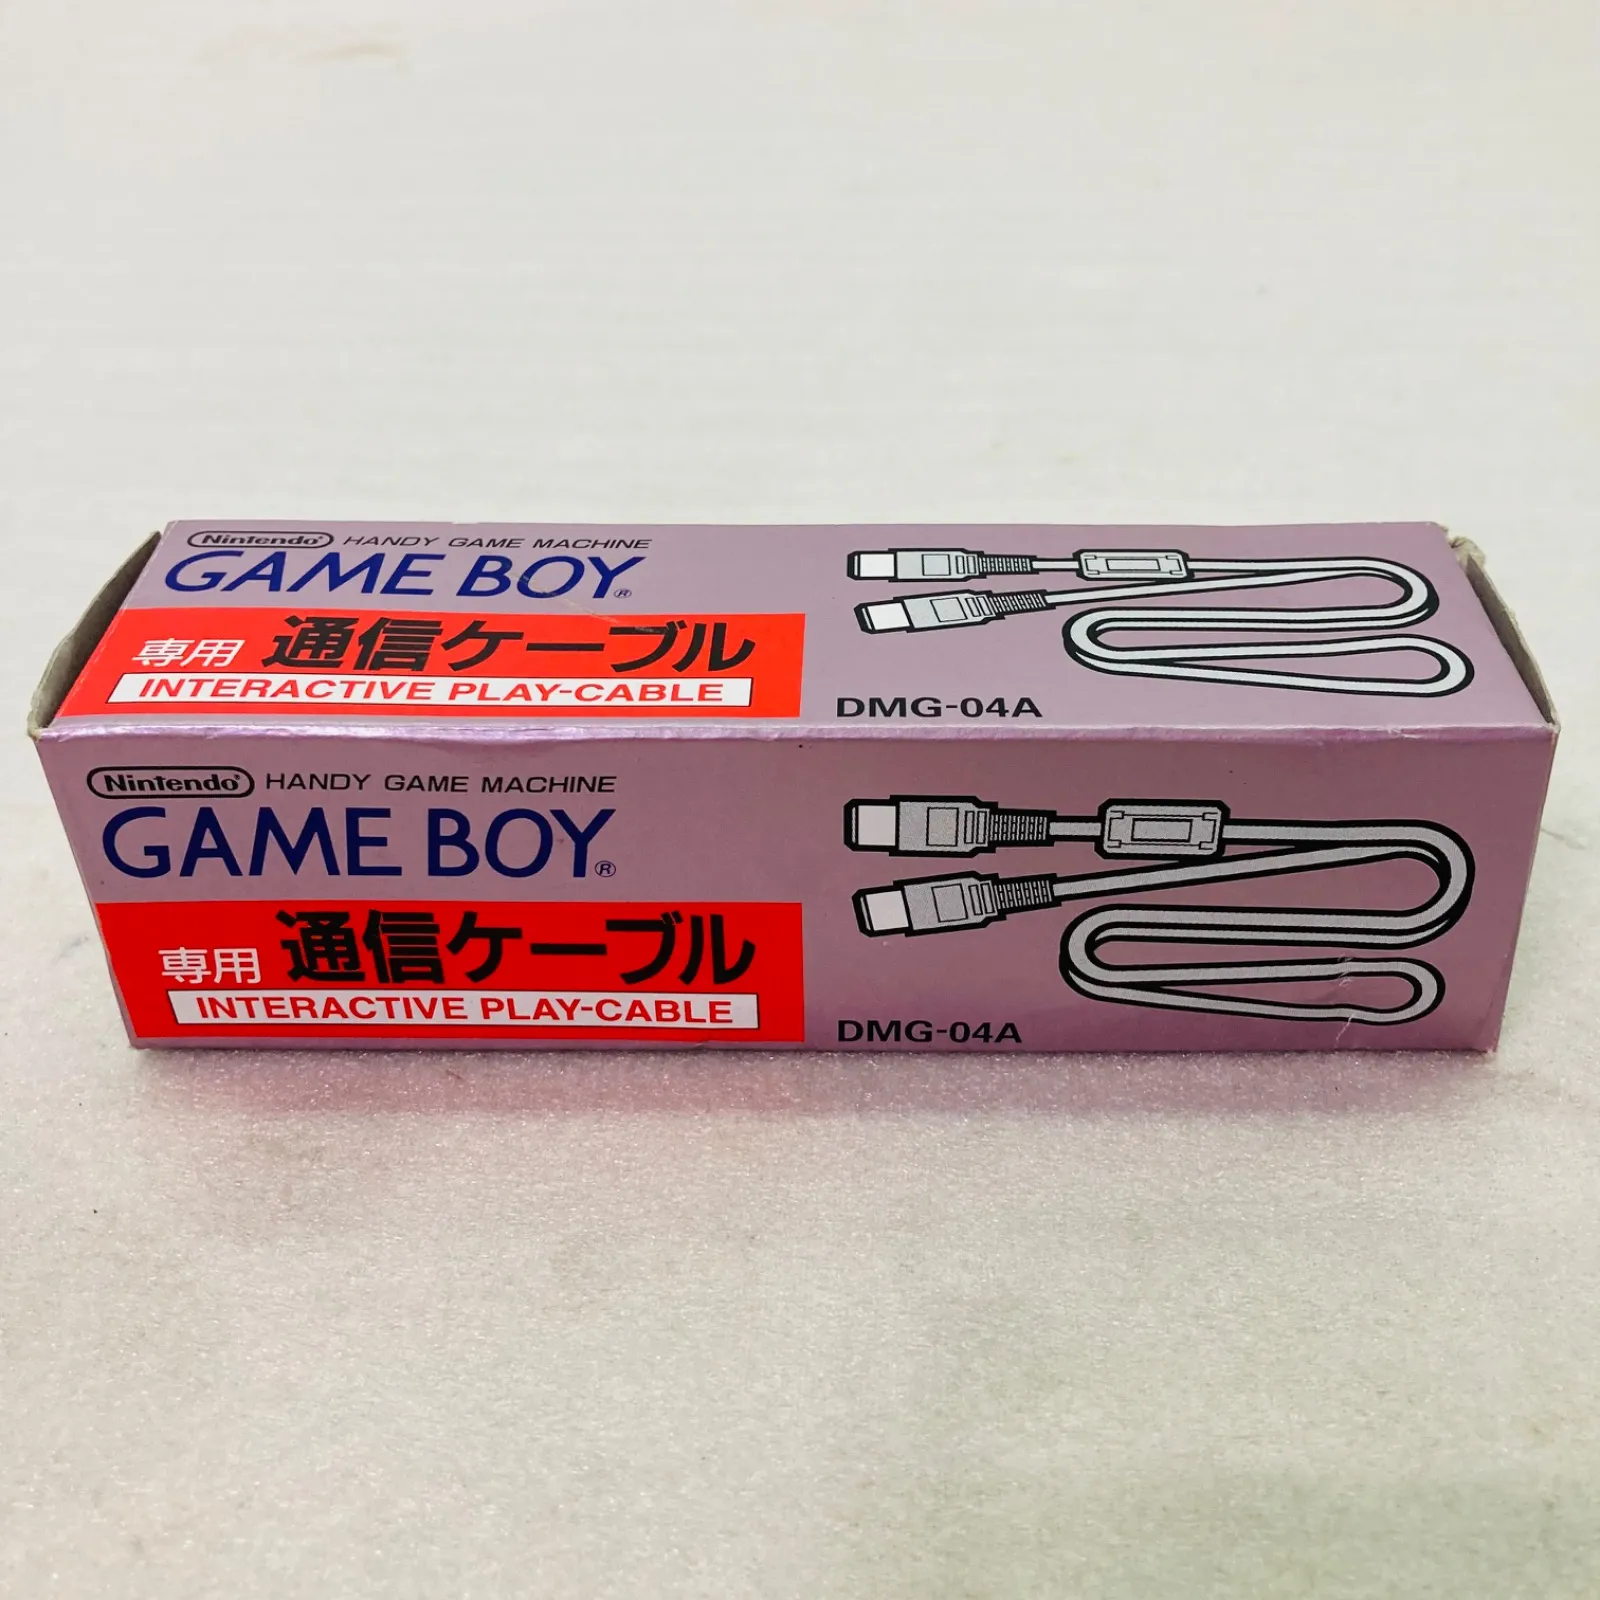 Nintendo HANDY GAME MACHINE
GAME BOY®
専用 通信ケーブル
INTERACTIVE PLAY-CABLE
DMG-04A
Nintendo® HANDY GAME MACHINE
GAME BOY®
専用 通信ケーブル
INTERACTIVE PLAY-CABLE
DMG-04A